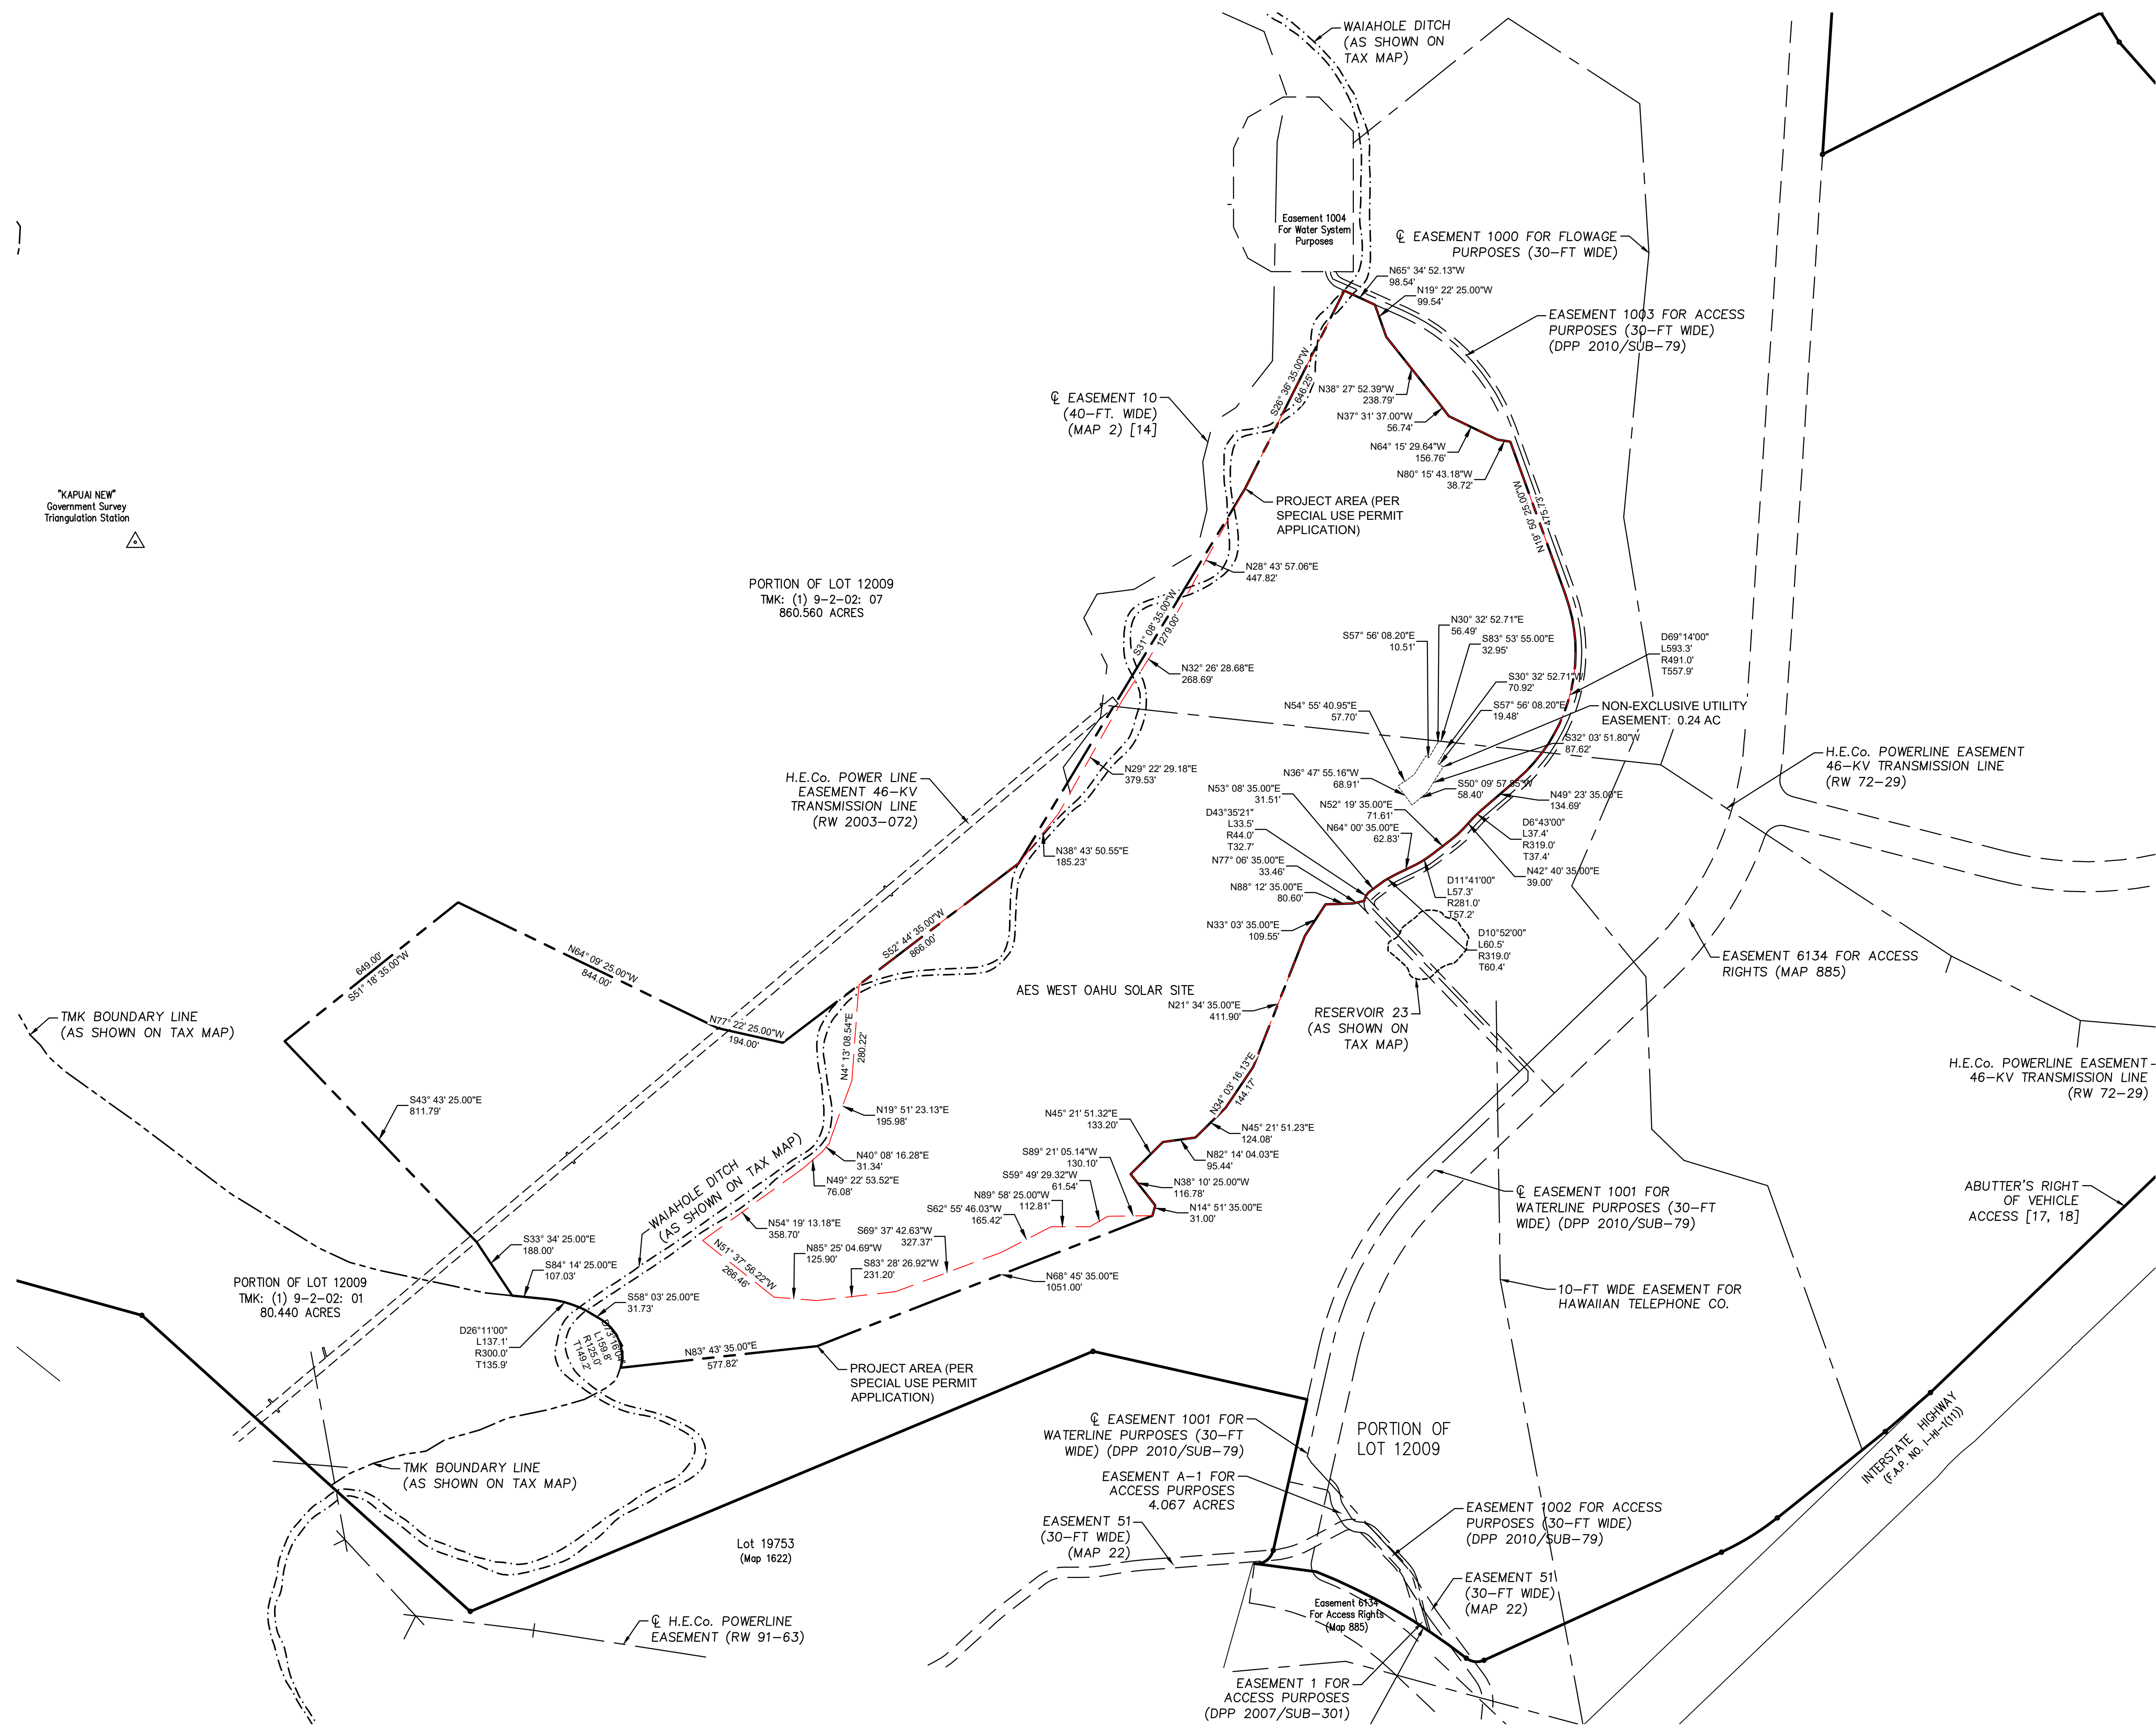 WAIAHOLE DITCH
(AS SHOWN ON
TAX MAP)
Easement 1004
For Water System
Purposes
℄ EASEMENT 1000 FOR FLOWAGE
PURPOSES (30-FT WIDE)
N65° 34' 52.13"W
98.54'
N19° 22' 25.00"W
99.54'
EASEMENT 1003 FOR ACCESS
PURPOSES (30-FT WIDE)
(DPP 2010/SUB-79)
S26° 36' 35.00"W
646.25'
N38° 27' 52.39"W
238.79'
℄ EASEMENT 10
(40-FT. WIDE)
(MAP 2) [14]
N37° 31' 37.00"W
56.74'
N64° 15' 29.64"W
156.76'
N80° 15' 43.18"W
38.72'
"KAPUAI NEW"
Government Survey
Triangulation Station
PROJECT AREA (PER
SPECIAL USE PERMIT
APPLICATION)
N19° 50' 25.00"W
475.73'
PORTION OF LOT 12009
TMK: (1) 9-2-02: 07
860.560 ACRES
N28° 43' 57.06"E
447.82'
S31° 08' 35.00"W
1279.00'
N30° 32' 52.71"E
56.49'
S57° 56' 08.20"E
10.51'
S83° 53' 55.00"E
32.95'
D69°14'00"
L593.3'
R491.0'
T557.9'
N32° 26' 28.68"E
268.69'
S30° 32' 52.71"W
70.92'
N54° 55' 40.95"E
57.70'
S57° 56' 08.20"E
19.48'
NON-EXCLUSIVE UTILITY
EASEMENT: 0.24 AC
S32° 03' 51.80"W
87.62'
H.E.Co. POWERLINE EASEMENT
46-KV TRANSMISSION LINE
(RW 72-29)
H.E.Co. POWER LINE
EASEMENT 46-KV
TRANSMISSION LINE
(RW 2003-072)
N29° 22' 29.18"E
379.53'
N36° 47' 55.16"W
68.91'
S50° 09' 57.85"W
58.40'
N53° 08' 35.00"E
31.51'
N49° 23' 35.00"E
134.69'
N52° 19' 35.00"E
71.61'
D43°35'21"
L33.5'
R44.0'
T32.7'
N64° 00' 35.00"E
62.83'
D6°43'00"
L37.4'
R319.0'
T37.4'
N38° 43' 50.55"E
185.23'
N77° 06' 35.00"E
33.46'
N42° 40' 35.00"E
39.00'
N88° 12' 35.00"E
80.60'
D11°41'00"
L57.3'
R281.0'
T57.2'
N33° 03' 35.00"E
109.55'
D10°52'00"
L60.5'
R319.0'
T60.4'
S52° 44' 35.00"W
866.00'
649.00'
S51° 18' 35.00"W
N64° 09' 25.00"W
844.00'
EASEMENT 6134 FOR ACCESS
RIGHTS (MAP 885)
AES WEST OAHU SOLAR SITE
N21° 34' 35.00"E
411.90'
RESERVOIR 23
(AS SHOWN ON
TAX MAP)
TMK BOUNDARY LINE
(AS SHOWN ON TAX MAP)
N77° 22' 25.00"W
194.00'
N4° 13' 08.54"E
280.22'
H.E.Co. POWERLINE EASEMENT
46-KV TRANSMISSION LINE
(RW 72-29)
S43° 43' 25.00"E
811.79'
N19° 51' 23.13"E
195.98'
N34° 03' 16.13"E
144.17'
N45° 21' 51.32"E
133.20'
N45° 21' 51.23"E
124.08'
N40° 08' 16.28"E
31.34'
N82° 14' 04.03"E
95.44'
S89° 21' 05.14"W
130.10'
N49° 22' 53.52"E
76.08'
S59° 49' 29.32"W
61.54'
N38° 10' 25.00"W
116.78'
WAIAHOLE DITCH
(AS SHOWN ON TAX MAP)
N89° 58' 25.00"W
112.81'
N14° 51' 35.00"E
31.00'
S62° 55' 46.03"W
165.42'
℄ EASEMENT 1001 FOR
WATERLINE PURPOSES (30-FT
WIDE) (DPP 2010/SUB-79)
ABUTTER'S RIGHT
OF VEHICLE
ACCESS [17, 18]
N54° 19' 13.18"E
358.70'
S69° 37' 42.63"W
327.37'
S33° 34' 25.00"E
188.00'
N51° 37' 56.22"W
266.46'
N85° 25' 04.69"W
125.90'
S83° 28' 26.92"W
231.20'
S84° 14' 25.00"E
107.03'
N68° 45' 35.00"E
1051.00'
PORTION OF LOT 12009
TMK: (1) 9-2-02: 01
80.440 ACRES
S58° 03' 25.00"E
31.73'
10-FT WIDE EASEMENT FOR
HAWAIIAN TELEPHONE CO.
D26°11'00"
L137.1'
R300.0'
T135.9'
D73°16'04"
L159.8'
R125.0'
T149.2'
N83° 43' 35.00"E
577.82'
PROJECT AREA (PER
SPECIAL USE PERMIT
APPLICATION)
INTERSTATE HIGHWAY
(F.A.P. NO. I-HI-1(11))
℄ EASEMENT 1001 FOR
WATERLINE PURPOSES (30-FT
WIDE) (DPP 2010/SUB-79)
PORTION OF
LOT 12009
TMK BOUNDARY LINE
(AS SHOWN ON TAX MAP)
EASEMENT A-1 FOR
ACCESS PURPOSES
4.067 ACRES
EASEMENT 1002 FOR ACCESS
PURPOSES (30-FT WIDE)
(DPP 2010/SUB-79)
EASEMENT 51
(30-FT WIDE)
(MAP 22)
Lot 19753
(Map 1622)
EASEMENT 51
(30-FT WIDE)
(MAP 22)
Easement 6134
For Access Rights
(Map 885)
℄ H.E.Co. POWERLINE
EASEMENT (RW 91-63)
EASEMENT 1 FOR
ACCESS PURPOSES
(DPP 2007/SUB-301)